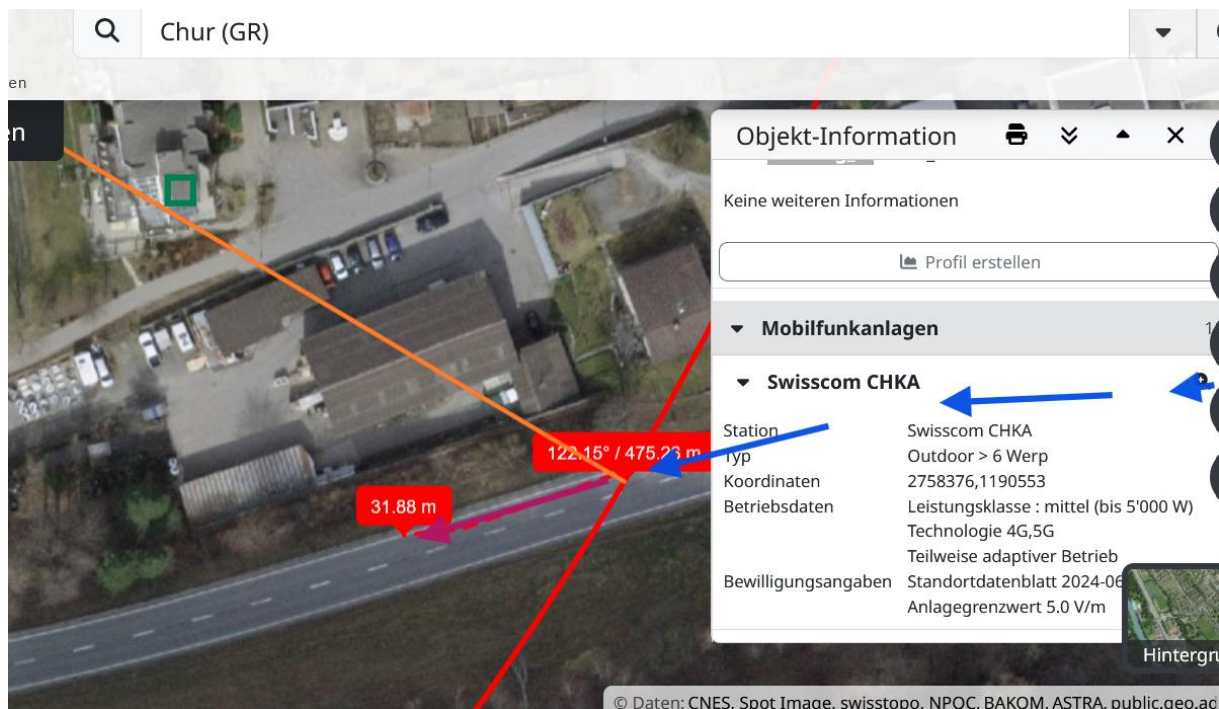 Chur (GR)
en
en
Objekt-Information
Keine weiteren Informationen
Profil erstellen
Mobilfunkanlagen
1
Swisscom CHKA
Station Swisscom CHKA
Typ Outdoor > 6 Werp
Koordinaten 2758376,1190553
Betriebsdaten Leistungsklasse : mittel (bis 5'000 W)
Technologie 4G,5G
Teilweise adaptiver Betrieb
Bewilligungsangaben Standortdatenblatt 2024-06
Anlagegrenzwert 5.0 V/m
122.15° / 475.23 m
31.88 m
Hintergru
© Daten: CNES, Spot Image, swisstopo, NPOC, BAKOM, ASTRA, public.geo.ad